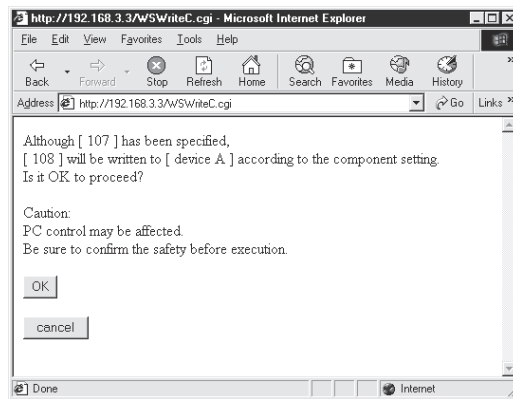 http://192.168.3.3/WSWriteC.cgi - Microsoft Internet Explorer
File Edit View Favorites Tools Help
Back Forward Stop Refresh Home Search Favorites Media History »
Address http://192.168.3.3/WSWriteC.cgi Go Links »
Although [ 107 ] has been specified,
[ 108 ] will be written to [ device A ] according to the component setting.
Is it OK to proceed?
Caution:
PC control may be affected.
Be sure to confirm the safety before execution.
OK
cancel
Done Internet